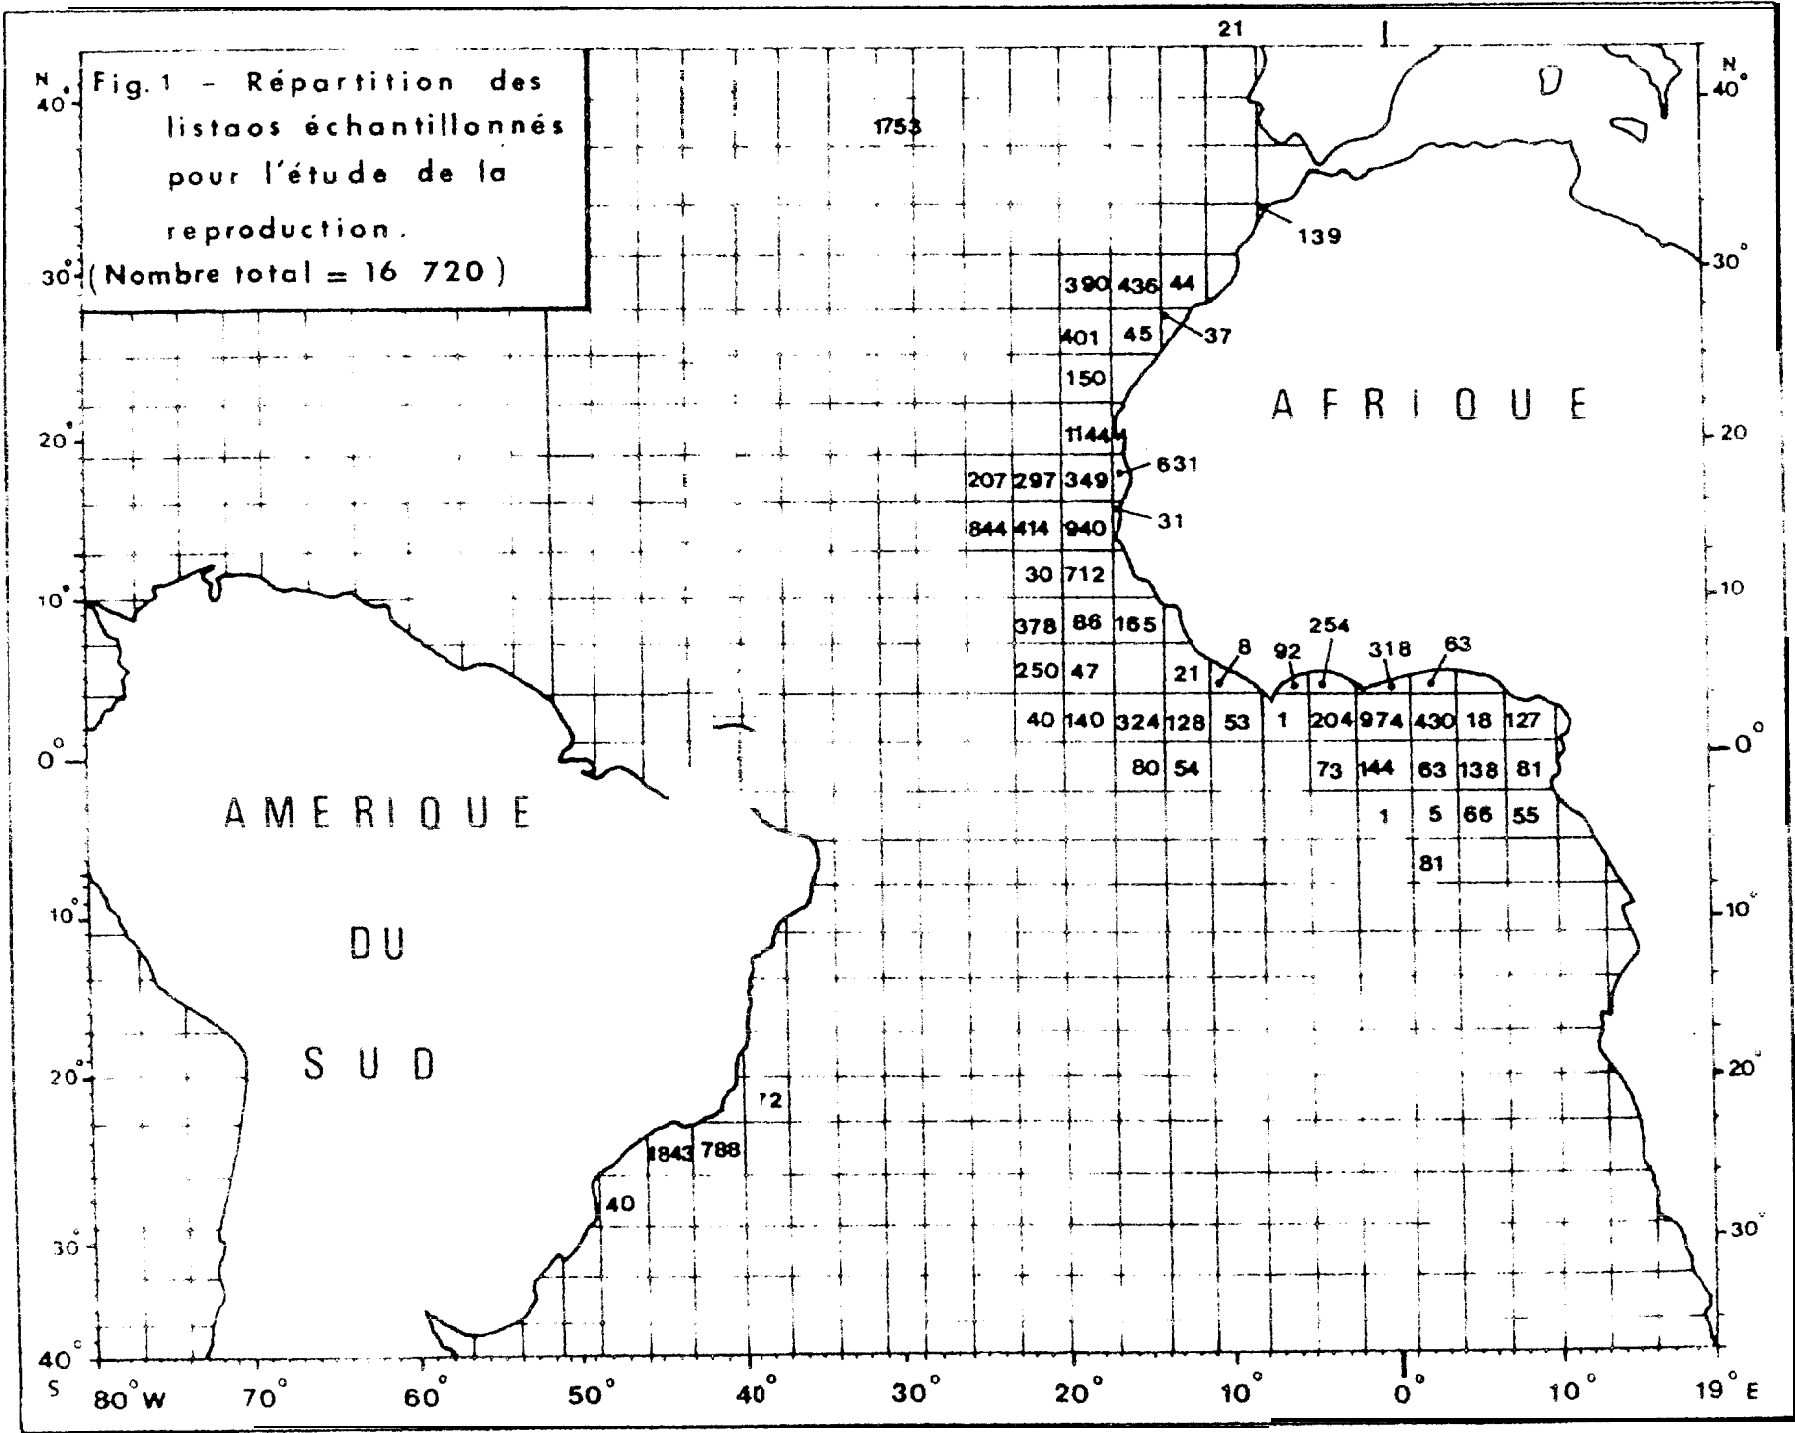 21
N
40°
Fig. 1 - Répartition des
listaos échantillonnés
pour l'étude de la
reproduction.
(Nombre total = 16 720)
N
40°
1753
139
30°
30°
390 436 44
401 45 37
150
AFRIQUE
20°
1144
20
631
207 297 349
31
844 414 940
30 712
10°
10
378 86 165
8 92 254 318 63
250 47 21
40 140 324 128 53 1 204 974 430 18 127
0°
0°
80 54 73 144 63 138 81
AMERIQUE
1 5 66 55
81
10°
10°
DU
SUD
20°
20°
72
1843 788
40
30°
30°
40°
S
80° W 70° 60° 50° 40° 30° 20° 10° 0° 10° 19° E